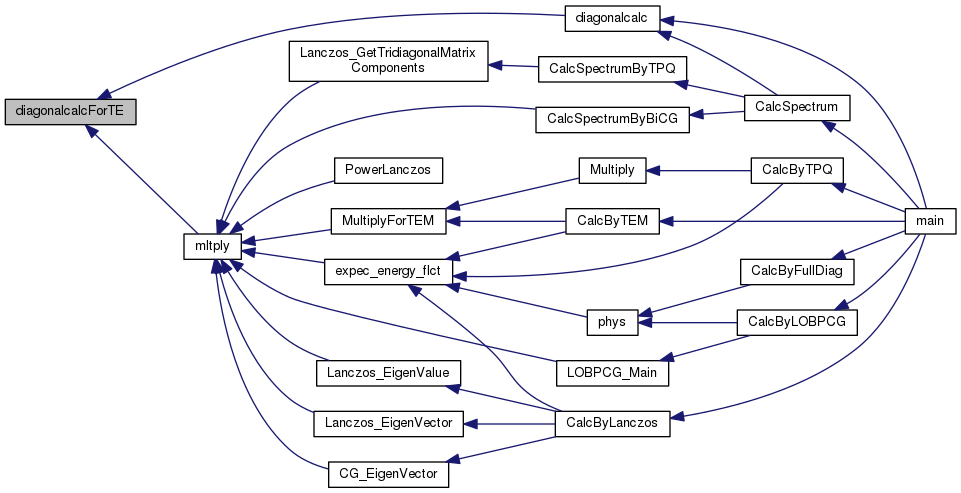 diagonalcalcForTE
diagonalcalc
mltply
Lanczos_GetTridiagonalMatrix
Components
CalcSpectrumByTPQ
CalcSpectrumByBiCG
CalcSpectrum
PowerLanczos
Multiply
CalcByTPQ
MultiplyForTEM
CalcByTEM
main
expec_energy_flct
CalcByFullDiag
phys
CalcByLOBPCG
Lanczos_EigenValue
LOBPCG_Main
Lanczos_EigenVector
CalcByLanczos
CG_EigenVector